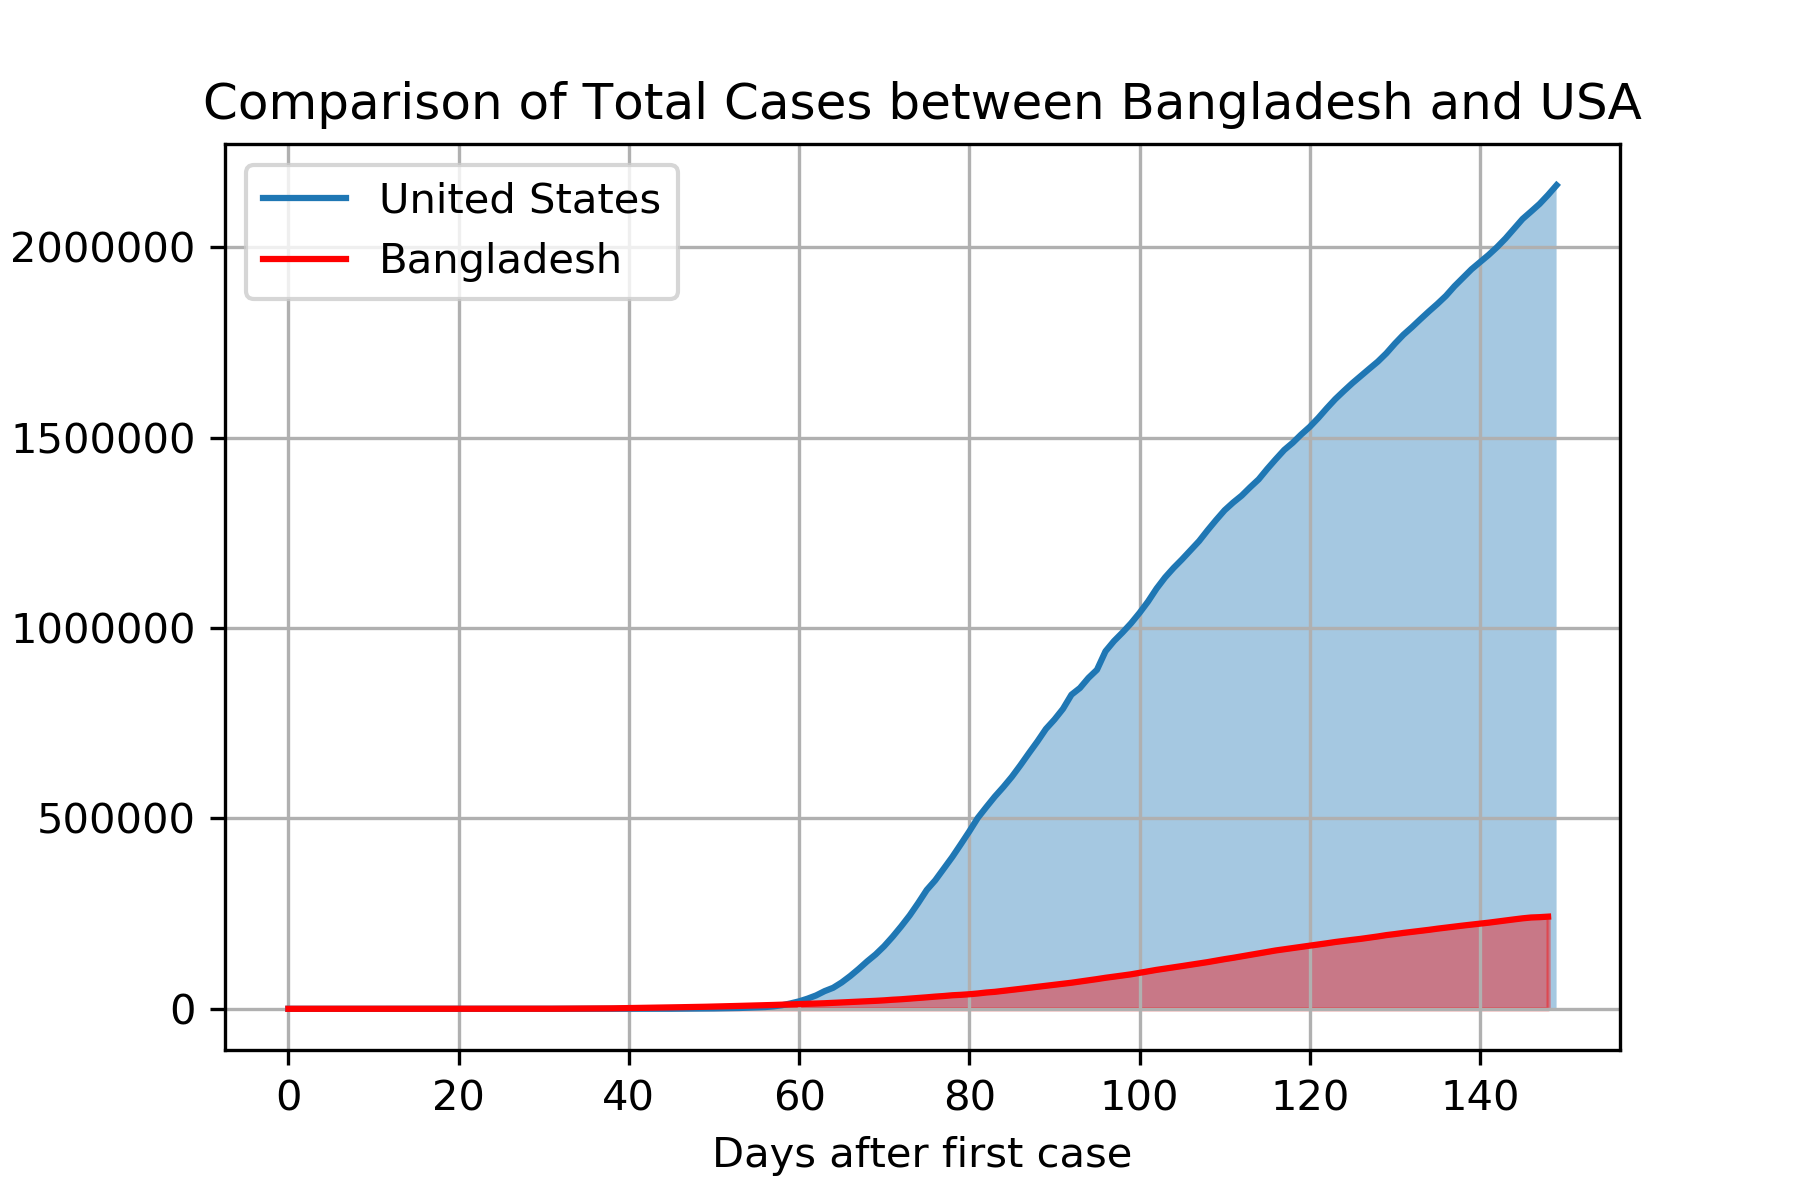 Comparison of Total Cases between Bangladesh and USA
United States
Bangladesh
2000000
1500000
1000000
500000
0
0 20 40 60 80 100 120 140
Days after first case